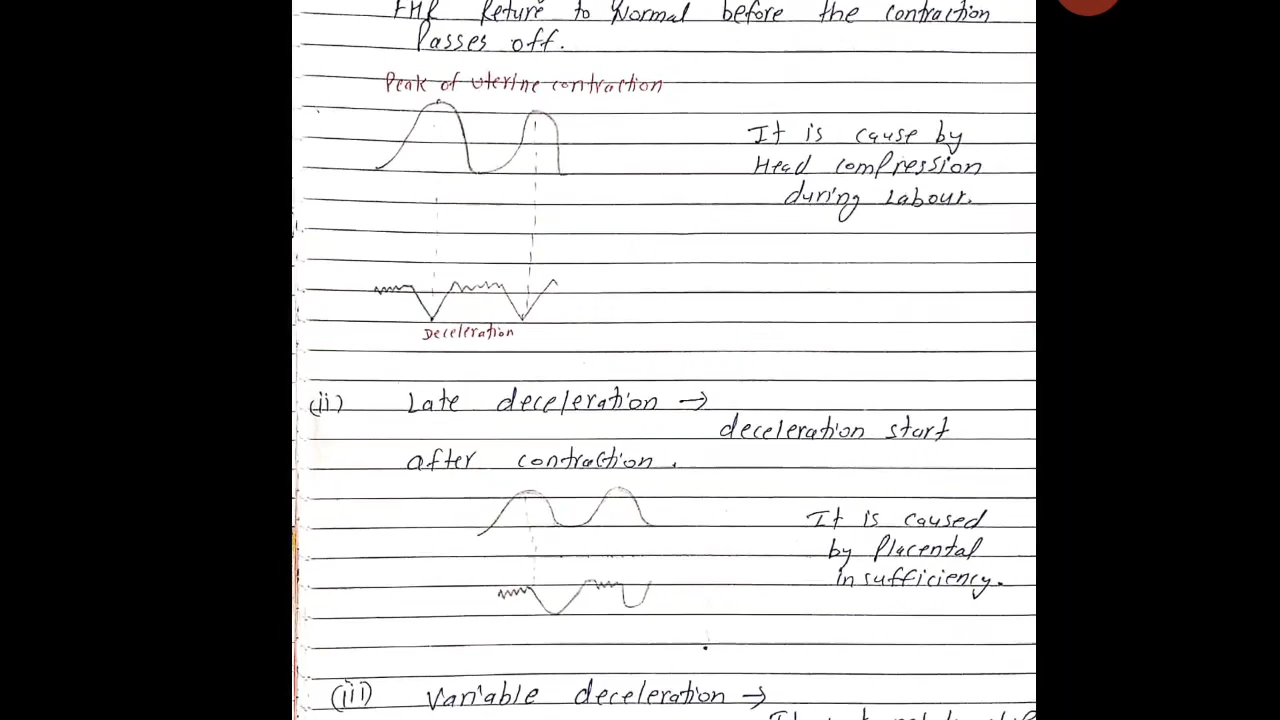 FHR Return to Normal before the contraction
Passes off.
Peak of uterine contraction
It is cause by
Head compression
during Labour.
Deceleration
(ii) Late deceleration →
deceleration start
after contraction.
It is caused
by Placental
insufficiency.
(iii) Variable deceleration →